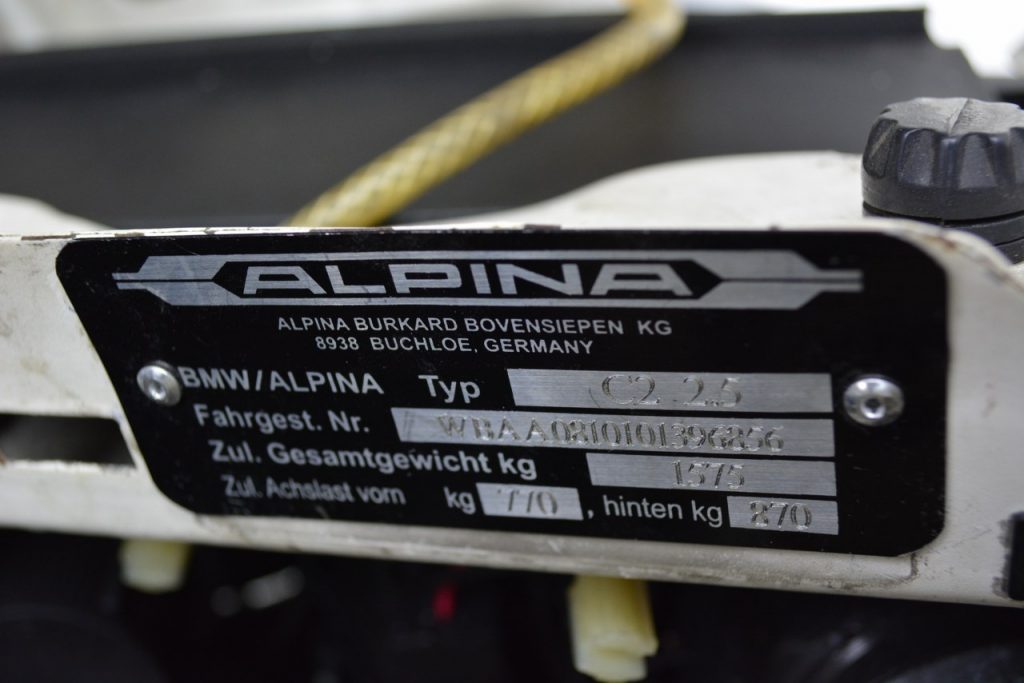 ALPINA
ALPINA BURKARD BOVENSIEPEN KG
8938 BUCHLOE, GERMANY
BMW/ALPINA Typ C2 2.5
Fahrgest. Nr. WBAA0810101396856
Zul. Gesamtgewicht kg 1575
Zul. Achslast vorn kg 770, hinten kg 870